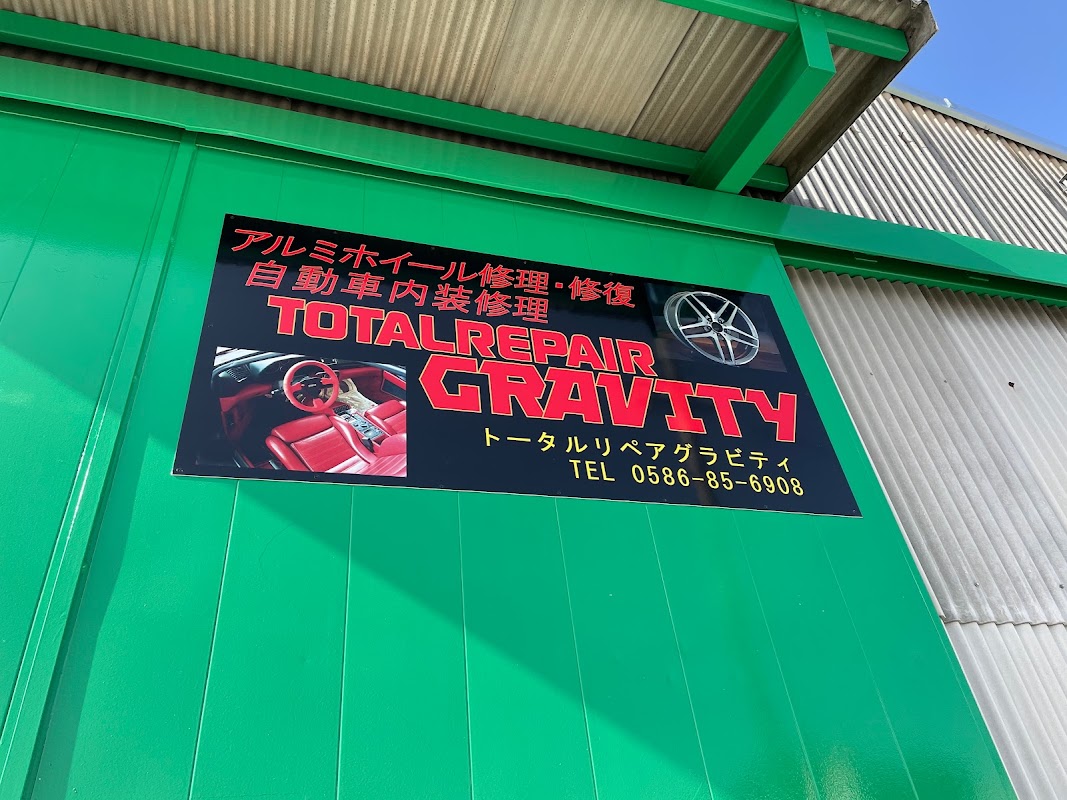 アルミホイール修理・修復
自動車内装修理
TOTALREPAIR
GRAVITY
トータルリペアグラビティ
TEL 0586-85-6908